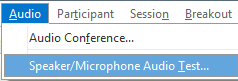 Audio Participant Session Breakout
Audio Conference...
Speaker/Microphone Audio Test...